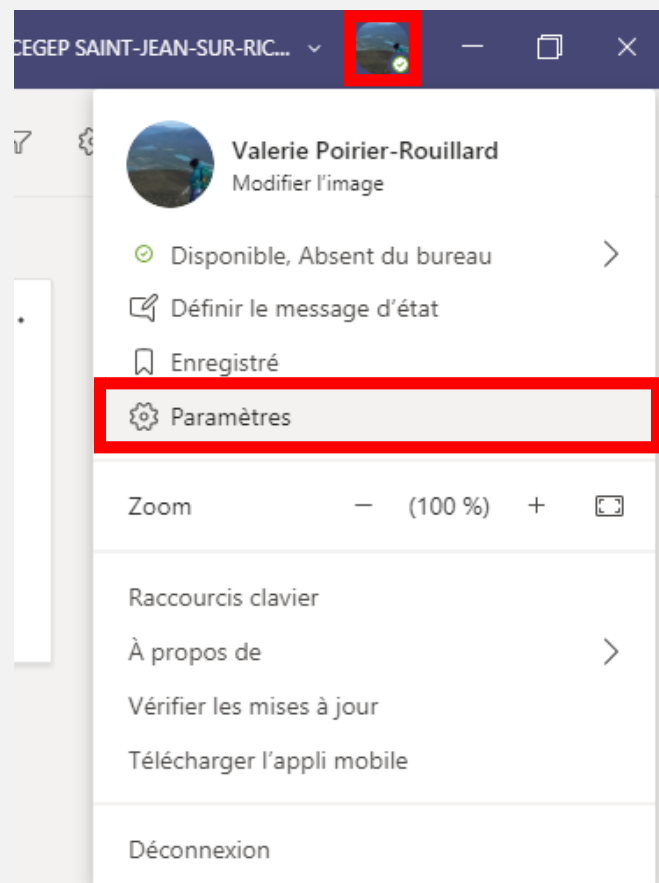 CEGEP SAINT-JEAN-SUR-RIC...
Valerie Poirier-Rouillard
Modifier l’image
Disponible, Absent du bureau
Définir le message d’état
Enregistré
Paramètres
Zoom − (100 %) +
Raccourcis clavier
À propos de
Vérifier les mises à jour
Télécharger l’appli mobile
Déconnexion